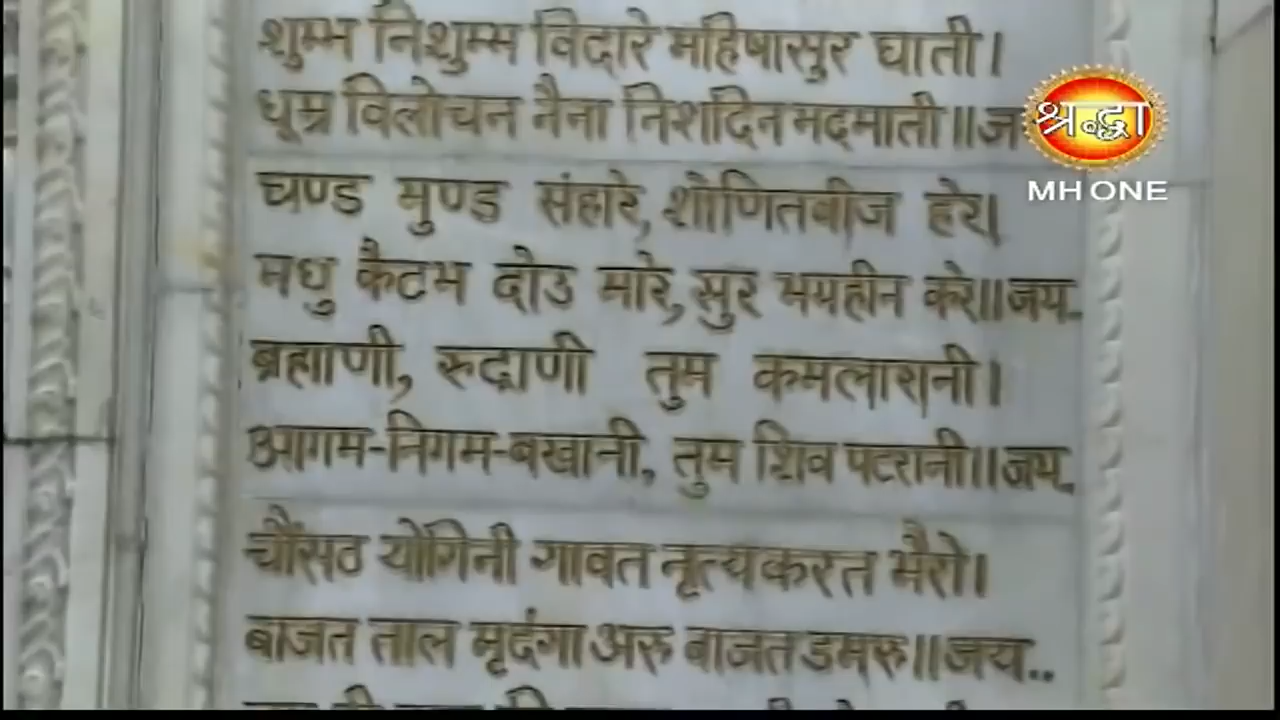 शुम्भ निशुम्भ विदारे महिषासुर घाती।
धूम्र विलोचन नैना निशदिन मदमाती॥ज
श्रद्धा
MH ONE
चण्ड मुण्ड संहारे, शोणितबीज हरे।
मधु कैटभ दोउ मारे, सुर भयहीन करे॥जय..
ब्रह्माणी, रुद्राणी तुम कमलारानी।
आगम-निगम-बखानी, तुम शिव पटरानी॥जय..
चौंसठ योगिनी गावत नृत्य करत भैरो।
बाजत ताल मृदंगा अरु बाजत डमरु॥जय..